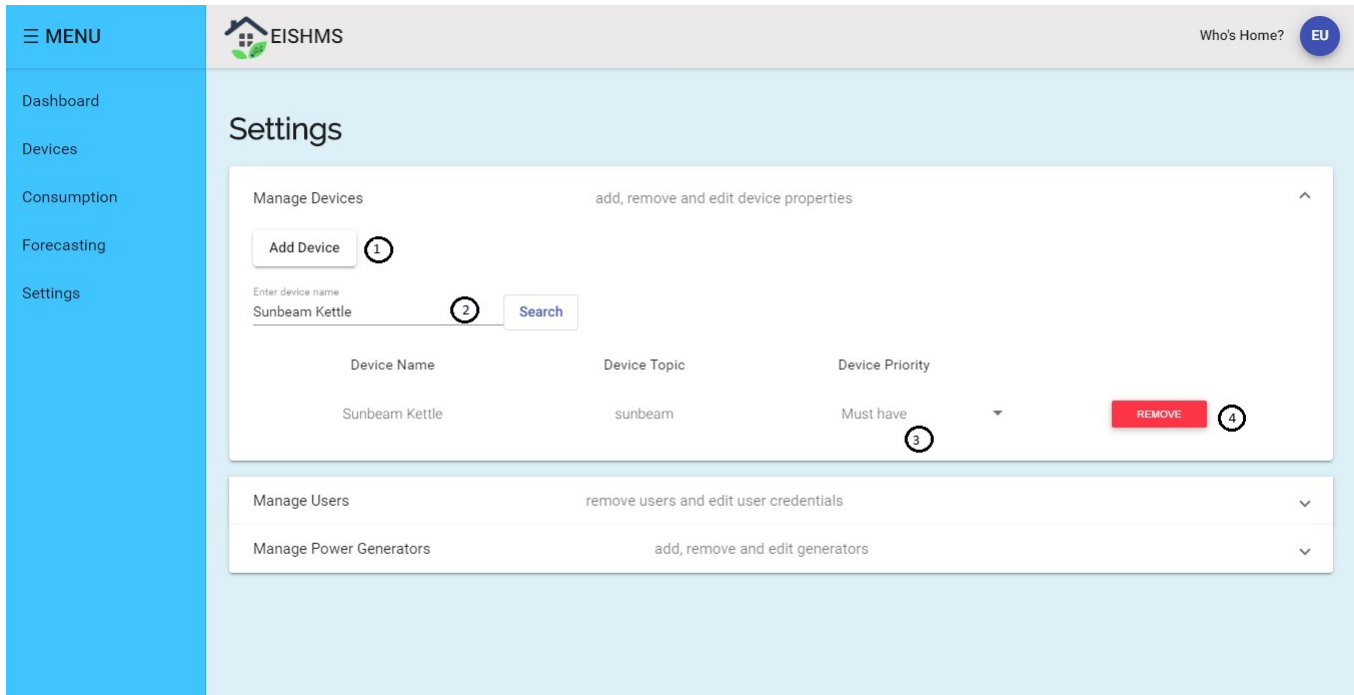 ☰ MENU
EISHMS
Who's Home?
EU
Dashboard
Devices
Consumption
Forecasting
Settings
Settings
Manage Devices add, remove and edit device properties
Add Device 1
Enter device name
Sunbeam Kettle 2 Search
Device Name Device Topic Device Priority
Sunbeam Kettle sunbeam Must have REMOVE 4
3
Manage Users remove users and edit user credentials
Manage Power Generators add, remove and edit generators